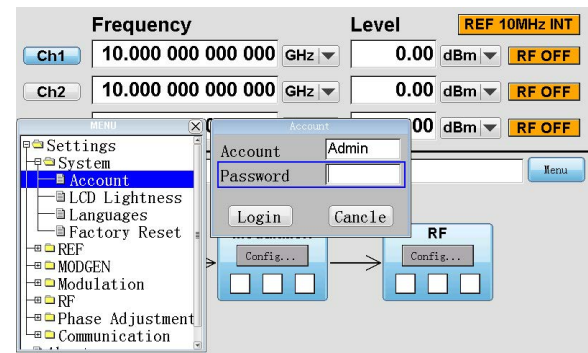 Frequency Level REF 10MHz INT
Ch1 10.000 000 000 000 GHz 0.00 dBm RF OFF
Ch2 10.000 000 000 000 GHz 0.00 dBm RF OFF
00 dBm RF OFF
MENU
Settings
System
Account
LCD Lightness
Languages
Factory Reset
REF
MODGEN
Modulation
RF
Phase Adjustment
Communication
Account
Account Admin
Password
Login Cancle
Menu
Config...
RF
Config...